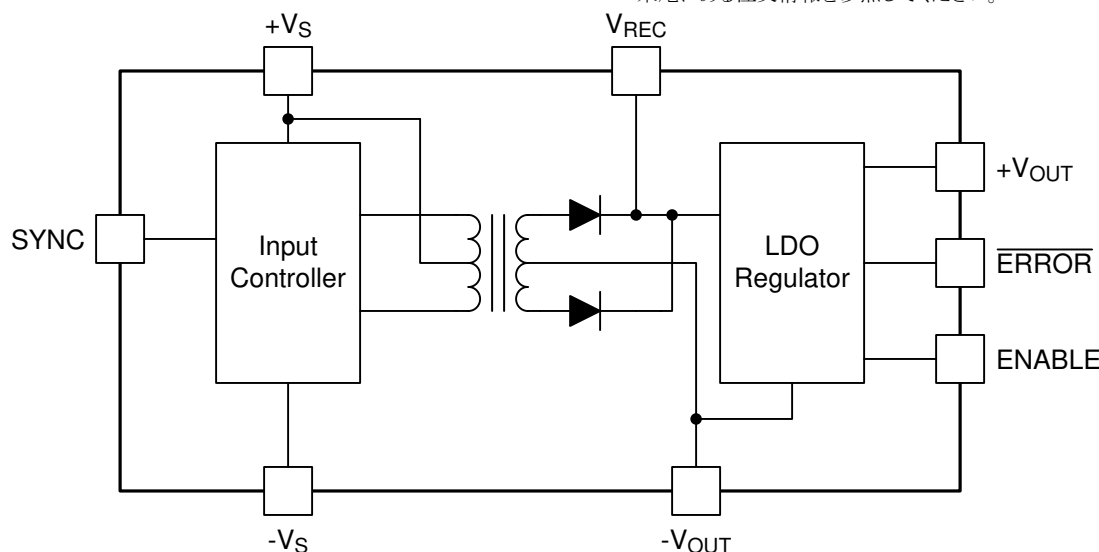 +VS
VREC
SYNC
Input
Controller
LDO
Regulator
+VOUT
ERROR
ENABLE
-VS
-VOUT